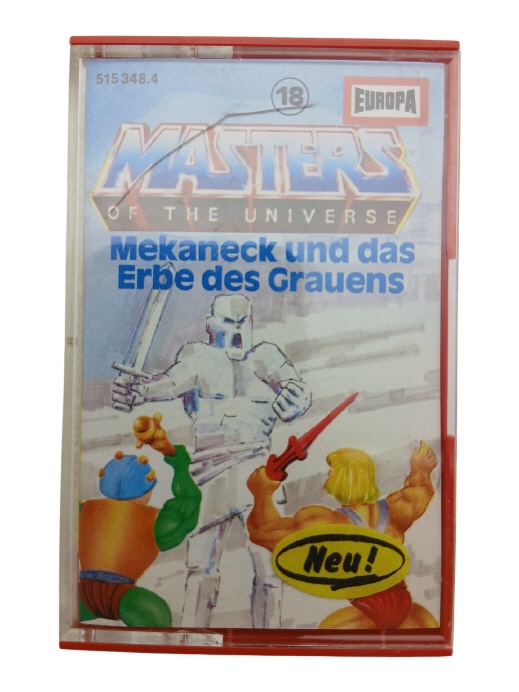 515 348.4
18
EUROPA
MASTERS
OF THE UNIVERSE
Mekaneck und das
Erbe des Grauens
Neu!